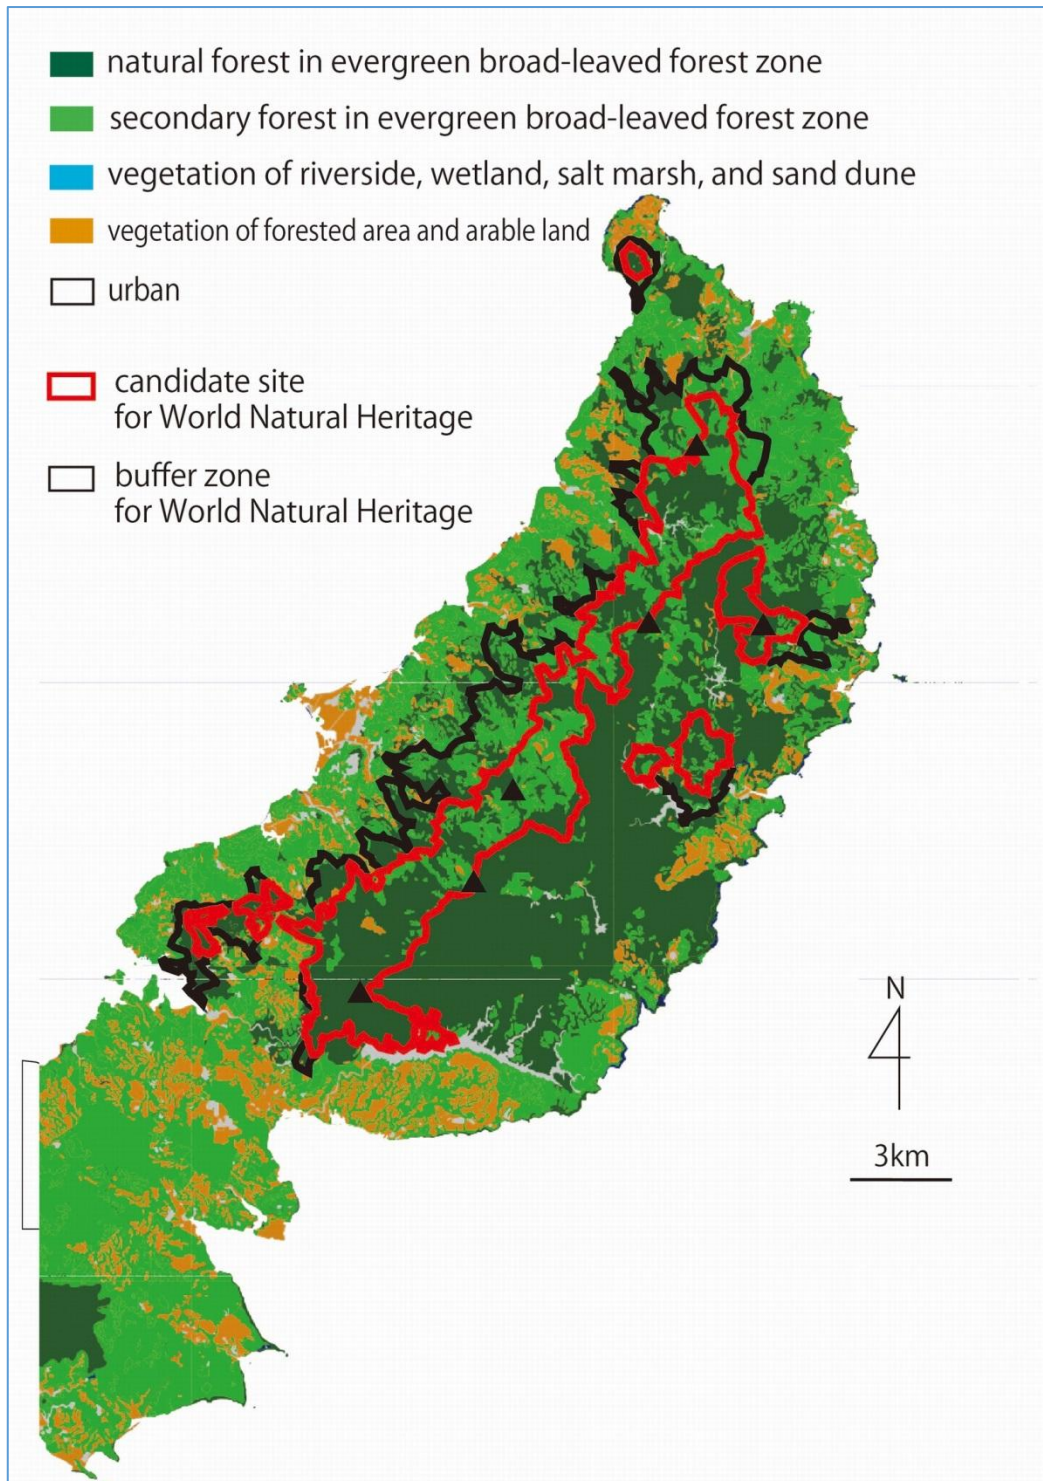 natural forest in evergreen broad-leaved forest zone
secondary forest in evergreen broad-leaved forest zone
vegetation of riverside, wetland, salt marsh, and sand dune
vegetation of forested area and arable land
urban
candidate site
for World Natural Heritage
buffer zone
for World Natural Heritage
N
3km